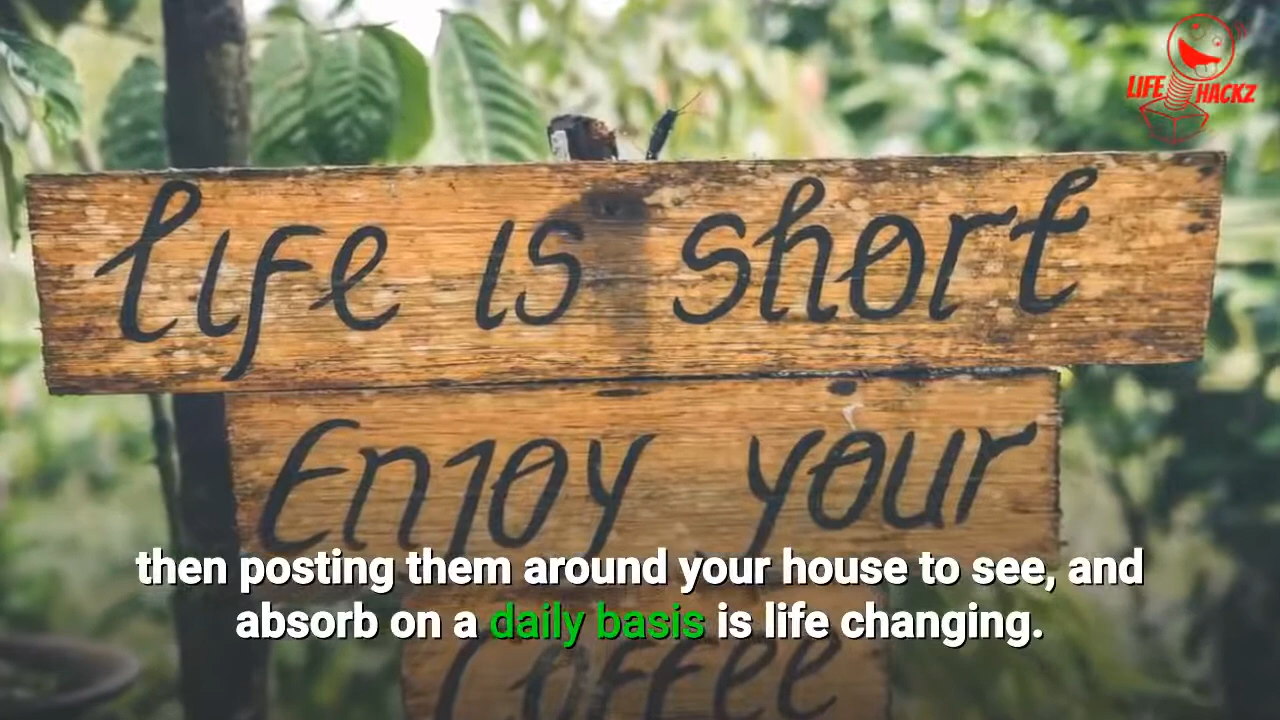 LIFE HACKZ
life is short
Enjoy your
then posting them around your house to see, and
absorb on a daily basis is life changing.
Coffee